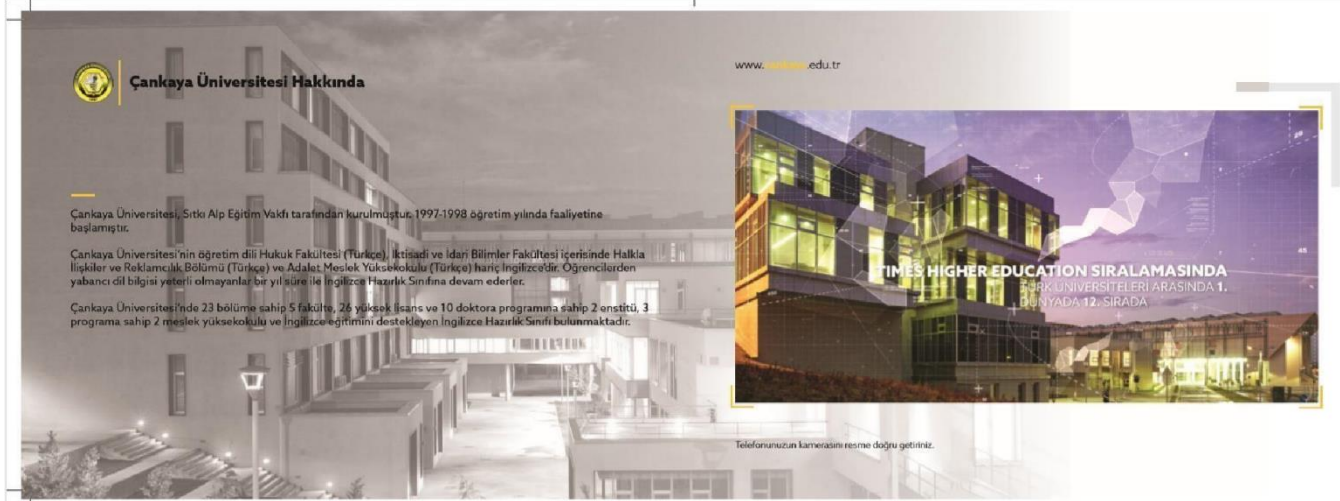 Çankaya Üniversitesi Hakkında
Çankaya Üniversitesi, Sıtkı Alp Eğitim Vakfı tarafından kurulmuştur. 1997-1998 öğretim yılında faaliyetine
başlamıştır.
Çankaya Üniversitesi'nin öğretim dili Hukuk Fakültesi (Türkçe), İktisadi ve İdari Bilimler Fakültesi içerisinde Halkla
İlişkiler ve Reklamcılık Bölümü (Türkçe) ve Adalet Meslek Yüksekokulu (Türkçe) hariç İngilizce'dir. Öğrencilerden
yabancı dil bilgisi yeterli olmayanlar bir yıl süre ile İngilizce Hazırlık Sınıfına devam ederler.
Çankaya Üniversitesi'nde 23 bölüme sahip 5 fakülte, 26 yüksek lisans ve 10 doktora programına sahip 2 enstitü, 3
programa sahip 2 meslek yüksekokulu ve İngilizce eğitimini destekleyen İngilizce Hazırlık Sınıfı bulunmaktadır.
www.cankaya.edu.tr
TIMES HIGHER EDUCATION SIRALAMASINDA
TÜRK ÜNİVERSİTELERİ ARASINDA 1.
DÜNYADA 12. SIRADA
Telefonunuzun kamerasını resme doğru getiriniz.